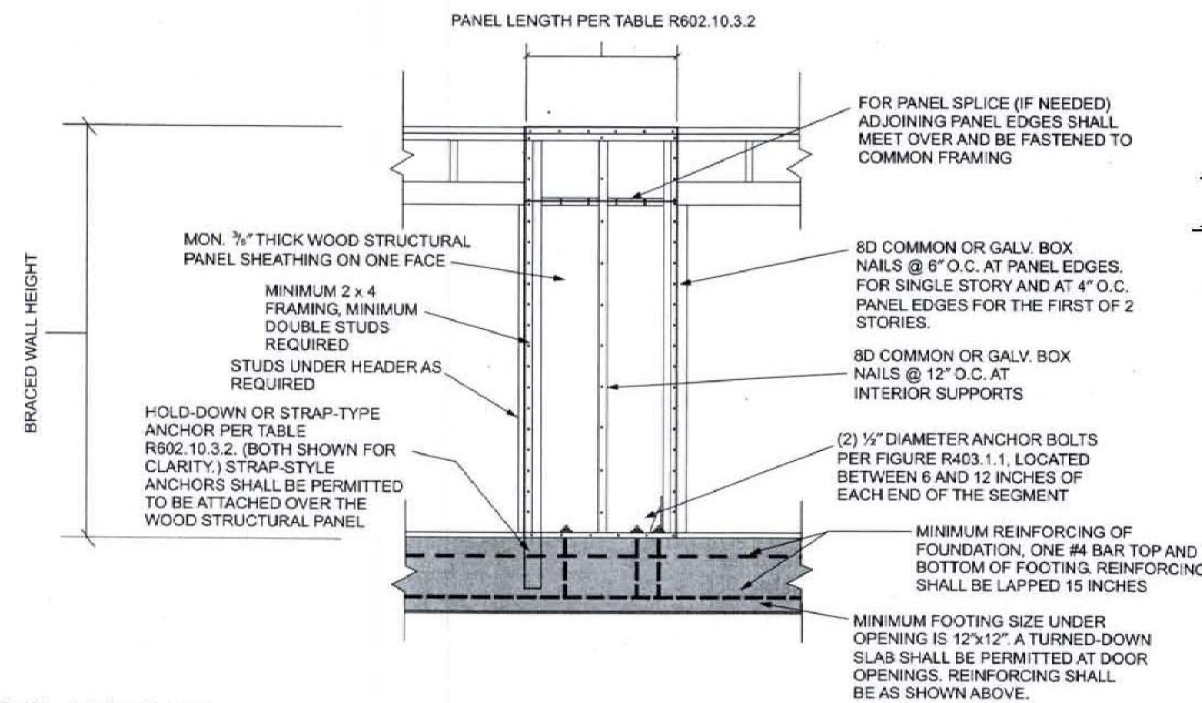 PANEL LENGTH PER TABLE R602.10.3.2
FOR PANEL SPLICE (IF NEEDED)
ADJOINING PANEL EDGES SHALL
MEET OVER AND BE FASTENED TO
COMMON FRAMING
MON. 3/8" THICK WOOD STRUCTURAL
PANEL SHEATHING ON ONE FACE
MINIMUM 2 x 4
FRAMING, MINIMUM
DOUBLE STUDS
REQUIRED
STUDS UNDER HEADER AS
REQUIRED
HOLD-DOWN OR STRAP-TYPE
ANCHOR PER TABLE
R602.10.3.2. (BOTH SHOWN FOR
CLARITY.) STRAP-STYLE
ANCHORS SHALL BE PERMITTED
TO BE ATTACHED OVER THE
WOOD STRUCTURAL PANEL
BRACED WALL HEIGHT
8D COMMON OR GALV. BOX
NAILS @ 6" O.C. AT PANEL EDGES.
FOR SINGLE STORY AND AT 4" O.C.
PANEL EDGES FOR THE FIRST OF 2
STORIES.
8D COMMON OR GALV. BOX
NAILS @ 12" O.C. AT
INTERIOR SUPPORTS
(2) ½" DIAMETER ANCHOR BOLTS
PER FIGURE R403.1.1, LOCATED
BETWEEN 6 AND 12 INCHES OF
EACH END OF THE SEGMENT
MINIMUM REINFORCING OF
FOUNDATION, ONE #4 BAR TOP AND
BOTTOM OF FOOTING. REINFORCING
SHALL BE LAPPED 15 INCHES
MINIMUM FOOTING SIZE UNDER
OPENING IS 12"x12". A TURNED-DOWN
SLAB SHALL BE PERMITTED AT DOOR
OPENINGS. REINFORCING SHALL
BE AS SHOWN ABOVE.